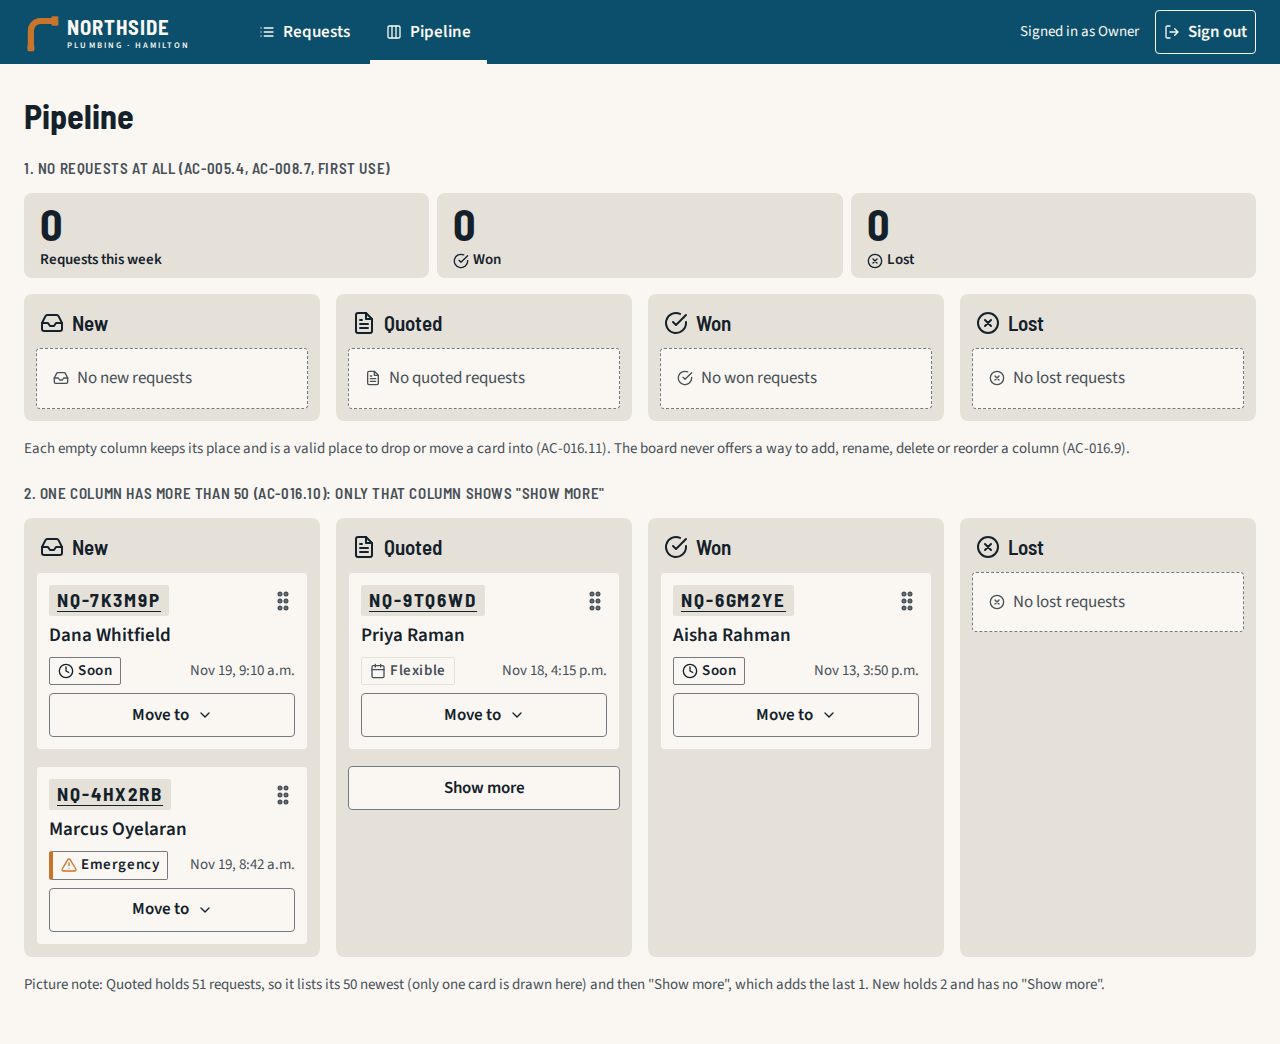 NORTHSIDE
PLUMBING · HAMILTON
Requests
Pipeline
Signed in as Owner
Sign out
Pipeline
1. NO REQUESTS AT ALL (AC-005.4, AC-008.7, FIRST USE)
0
Requests this week
0
Won
0
Lost
New
No new requests
Quoted
No quoted requests
Won
No won requests
Lost
No lost requests
Each empty column keeps its place and is a valid place to drop or move a card into (AC-016.11). The board never offers a way to add, rename, delete or reorder a column (AC-016.9).
2. ONE COLUMN HAS MORE THAN 50 (AC-016.10): ONLY THAT COLUMN SHOWS "SHOW MORE"
New
NQ-7K3M9P
Dana Whitfield
Soon
Nov 19, 9:10 a.m.
Move to
NQ-4HX2RB
Marcus Oyelaran
Emergency
Nov 19, 8:42 a.m.
Move to
Quoted
NQ-9TQ6WD
Priya Raman
Flexible
Nov 18, 4:15 p.m.
Move to
Show more
Won
NQ-6GM2YE
Aisha Rahman
Soon
Nov 13, 3:50 p.m.
Move to
Lost
No lost requests
Picture note: Quoted holds 51 requests, so it lists its 50 newest (only one card is drawn here) and then "Show more", which adds the last 1. New holds 2 and has no "Show more".